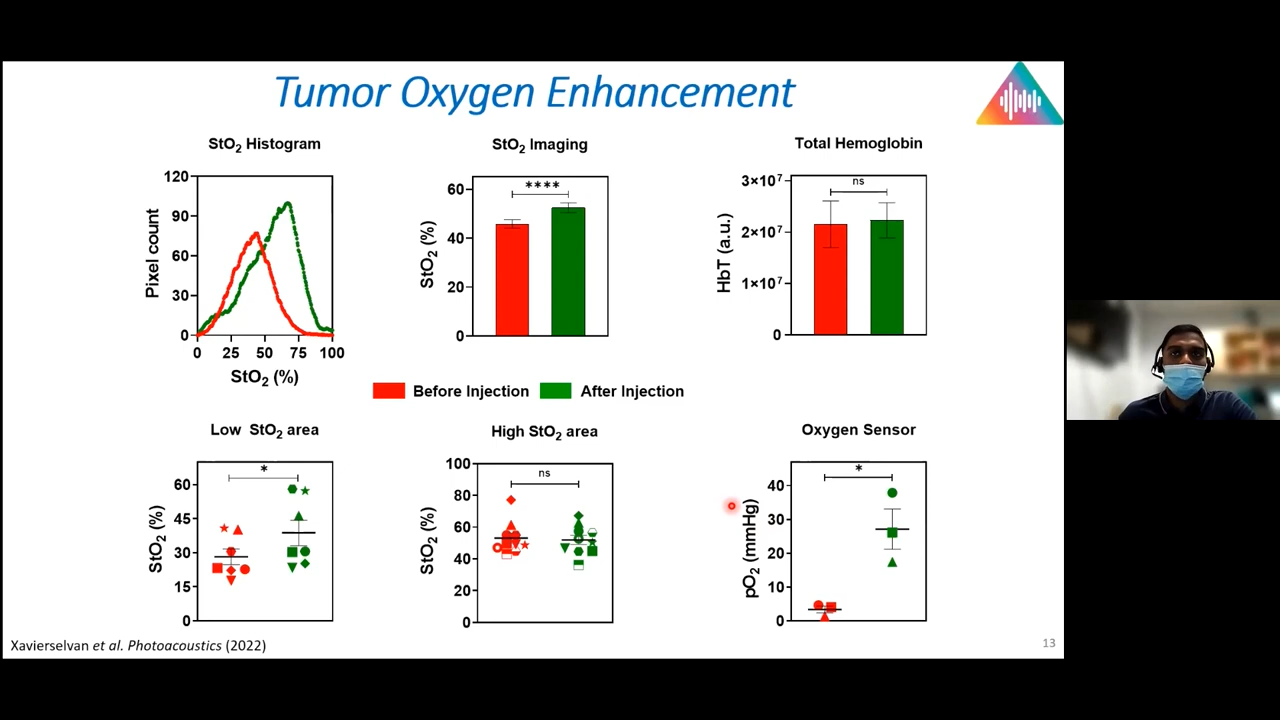 Tumor Oxygen Enhancement
StO2 Histogram
Pixel count
120
90
60
30
0
0 25 50 75 100
StO2 (%)
StO2 Imaging
StO2 (%)
60
40
20
0
****
Total Hemoglobin
HbT (a.u.)
3×10⁷
2×10⁷
1×10⁷
0
ns
Before Injection
After Injection
Low StO2 area
StO2 (%)
60
45
30
15
0
*
High StO2 area
StO2 (%)
100
80
60
40
20
0
ns
Oxygen Sensor
pO2 (mmHg)
40
30
20
10
0
*
Xavierselvan et al. Photoacoustics (2022)
13